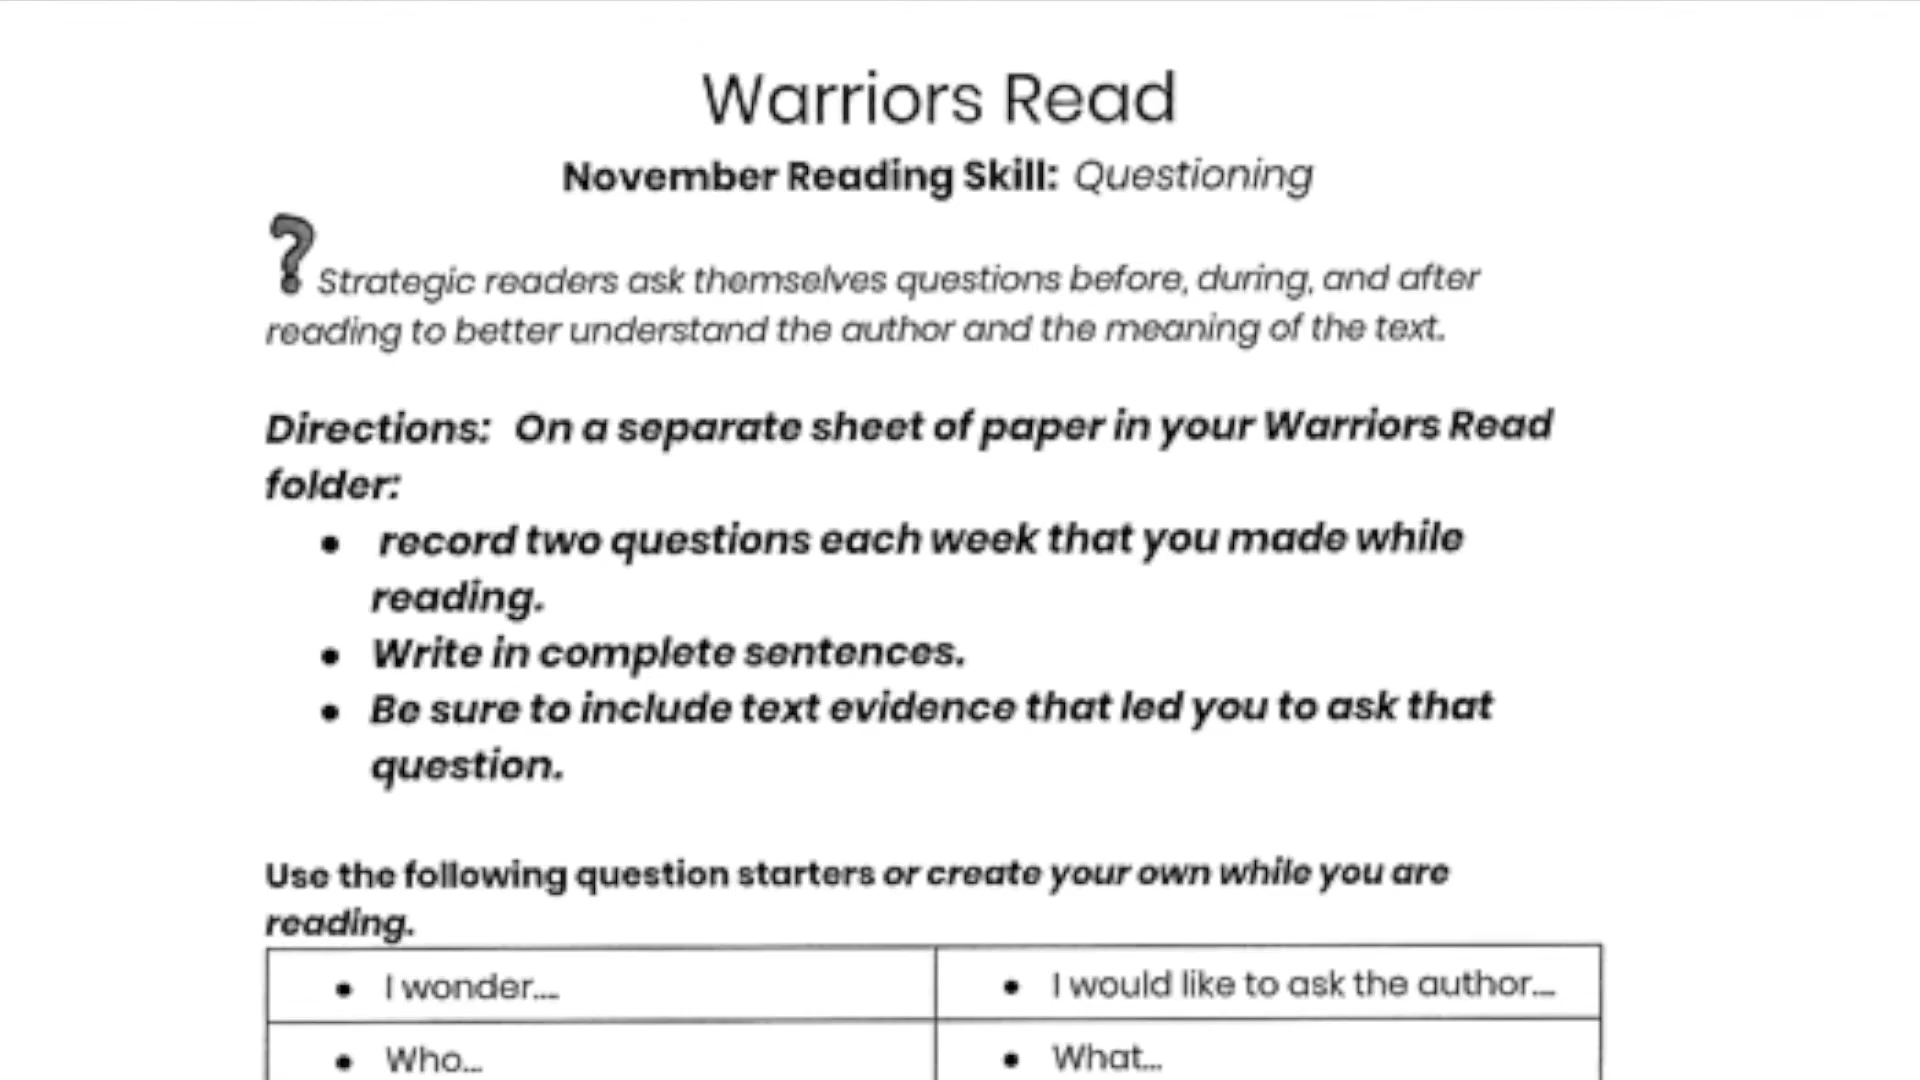 Warriors Read
November Reading Skill: Questioning
Strategic readers ask themselves questions before, during, and after
reading to better understand the author and the meaning of the text.
Directions: On a separate sheet of paper in your Warriors Read
folder:
• record two questions each week that you made while
reading.
• Write in complete sentences.
• Be sure to include text evidence that led you to ask that
question.
Use the following question starters or create your own while you are
reading.
• I wonder....
• I would like to ask the author....
• Who...
• What...